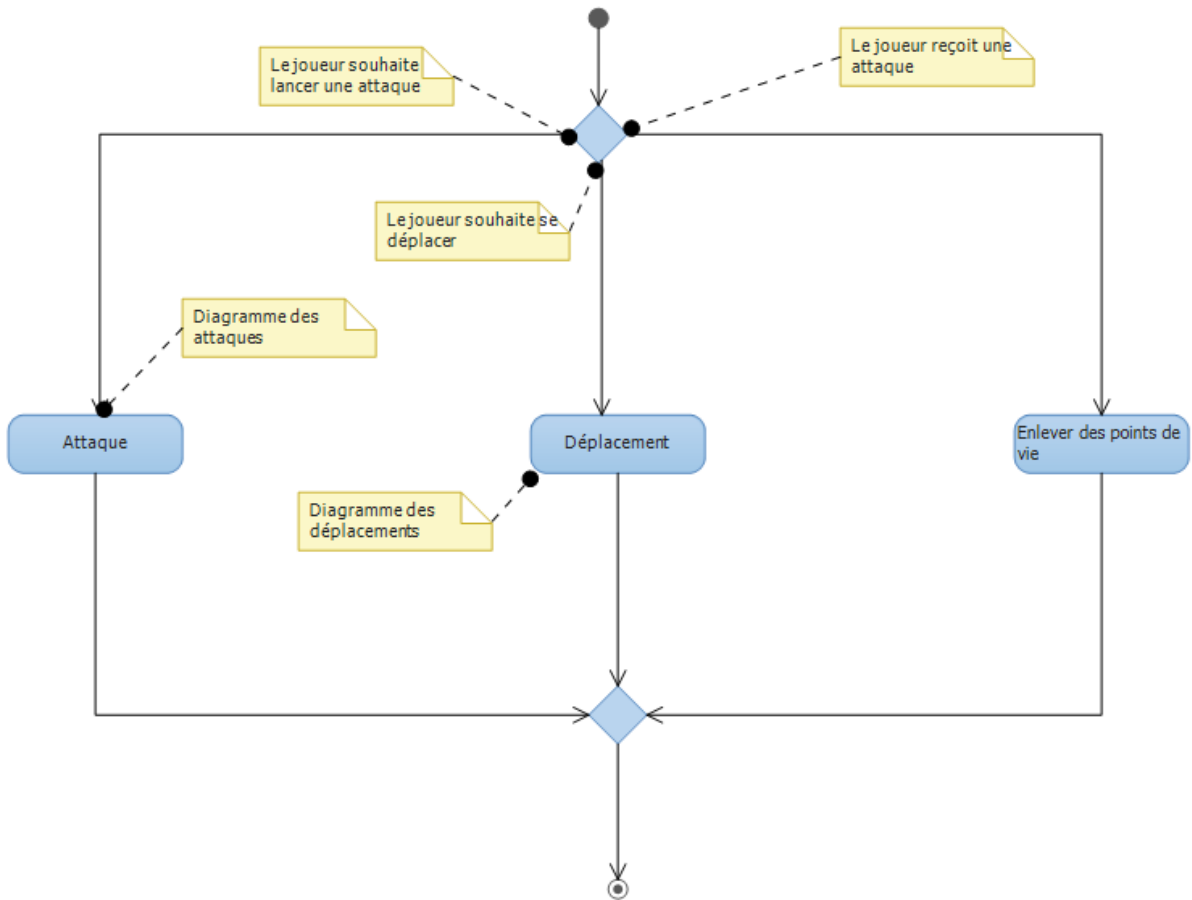 Le joueur souhaite
lancer une attaque
Le joueur reçoit une
attaque
Le joueur souhaite se
déplacer
Diagramme des
attaques
Attaque
Déplacement
Enlever des points de
vie
Diagramme des
déplacements